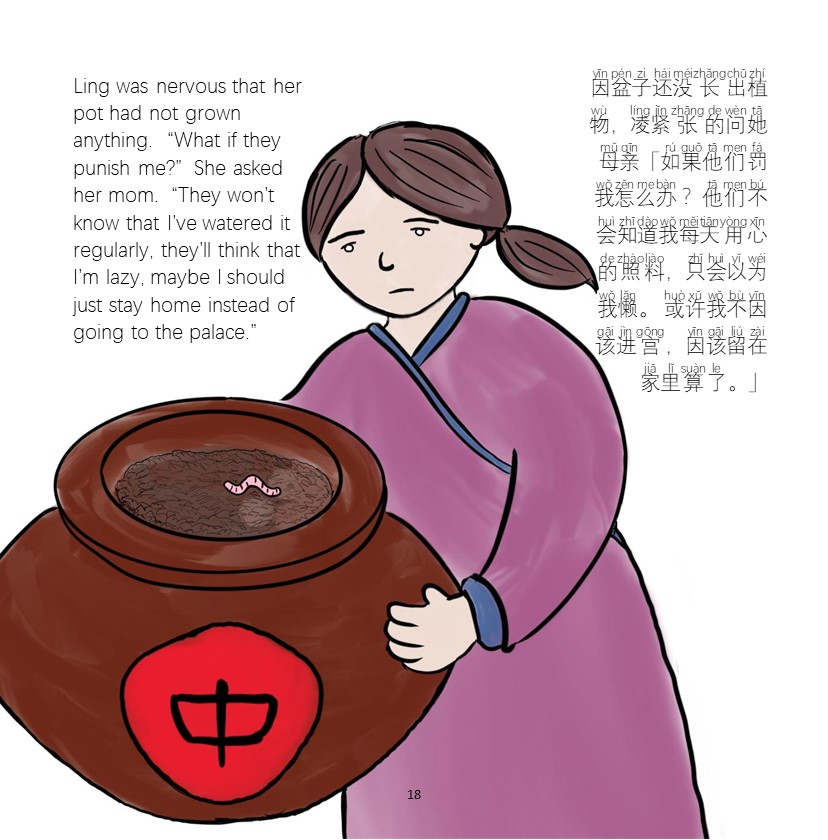 Ling was nervous that her
pot had not grown
anything.  “What if they
punish me?”  She asked
her mom.  “They won’t
know that I’ve watered it
regularly, they’ll think that
I’m lazy, maybe I should
just stay home instead of
going to the palace.”
yīn pén zi hái méi zhǎng chū zhí
因盆子还没长出植
wù líng jǐn zhāng de wèn tā
物，凌紧张的问她
mǔ qīn rú guǒ tā men fá
母亲「如果他们罚
wǒ zěn me bàn tā men bú
我怎么办？他们不
huì zhī dào wǒ měi tiān yòng xīn
会知道我每天用心
de zhào liào zhǐ huì yǐ wéi
的照料，只会以为
wǒ lǎn huò xǔ wǒ bù yīn
我懒。或许我不因
gāi jìn gōng yīn gāi liú zài
该进宫，因该留在
jiā lǐ suàn le
家里算了。」
中
18